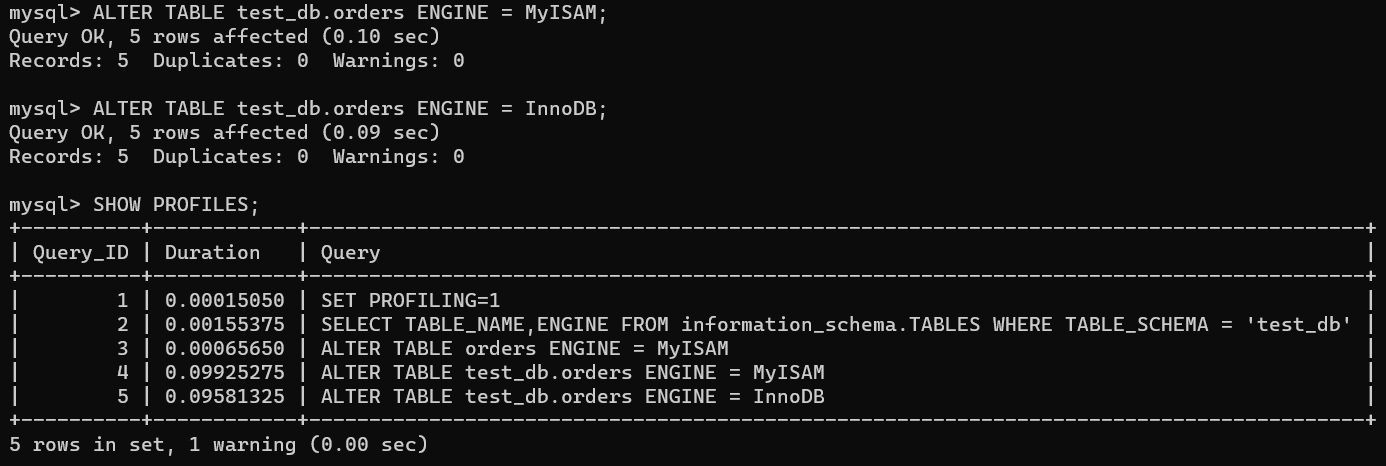 mysql> ALTER TABLE test_db.orders ENGINE = MyISAM;
Query OK, 5 rows affected (0.10 sec)
Records: 5  Duplicates: 0  Warnings: 0

mysql> ALTER TABLE test_db.orders ENGINE = InnoDB;
Query OK, 5 rows affected (0.09 sec)
Records: 5  Duplicates: 0  Warnings: 0

mysql> SHOW PROFILES;
+----------+------------+----------------------------------------------------------------------------------------+
| Query_ID | Duration   | Query                                                                                  |
+----------+------------+----------------------------------------------------------------------------------------+
|        1 | 0.00015050 | SET PROFILING=1                                                                        |
|        2 | 0.00155375 | SELECT TABLE_NAME,ENGINE FROM information_schema.TABLES WHERE TABLE_SCHEMA = 'test_db' |
|        3 | 0.00065650 | ALTER TABLE orders ENGINE = MyISAM                                                     |
|        4 | 0.09925275 | ALTER TABLE test_db.orders ENGINE = MyISAM                                             |
|        5 | 0.09581325 | ALTER TABLE test_db.orders ENGINE = InnoDB                                             |
+----------+------------+----------------------------------------------------------------------------------------+
5 rows in set, 1 warning (0.00 sec)